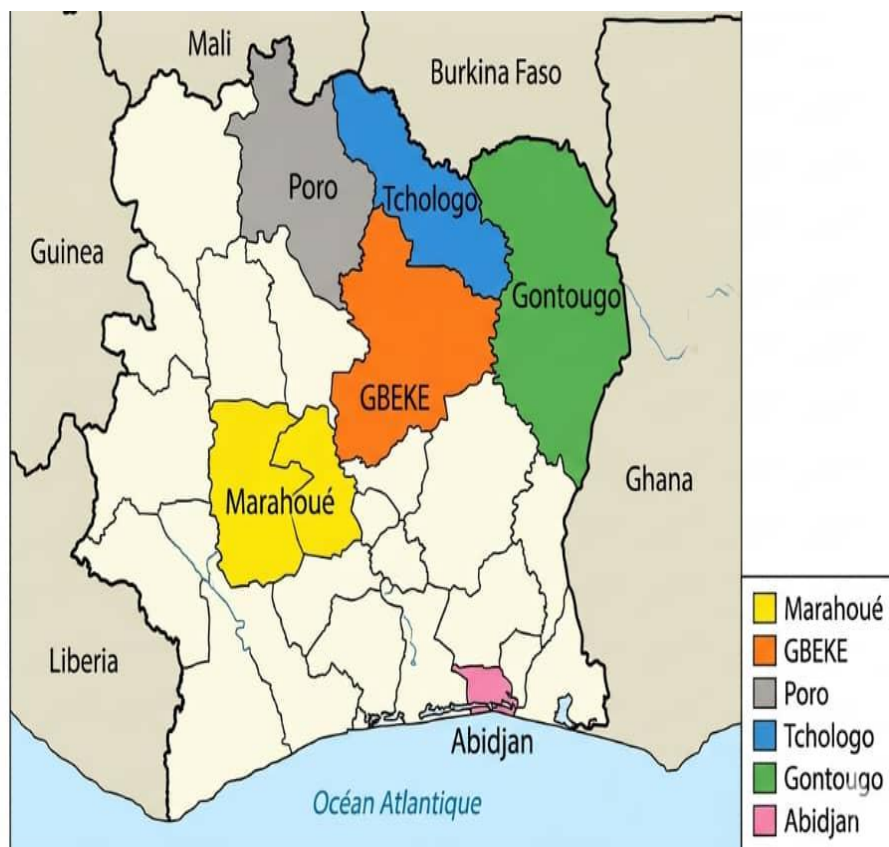 Mali
Burkina Faso
Poro
Tchologo
Guinea
Gontougo
GBEKE
Marahoué
Ghana
Liberia
Abidjan
Océan Atlantique
Marahoué
GBEKE
Poro
Tchologo
Gontougo
Abidjan